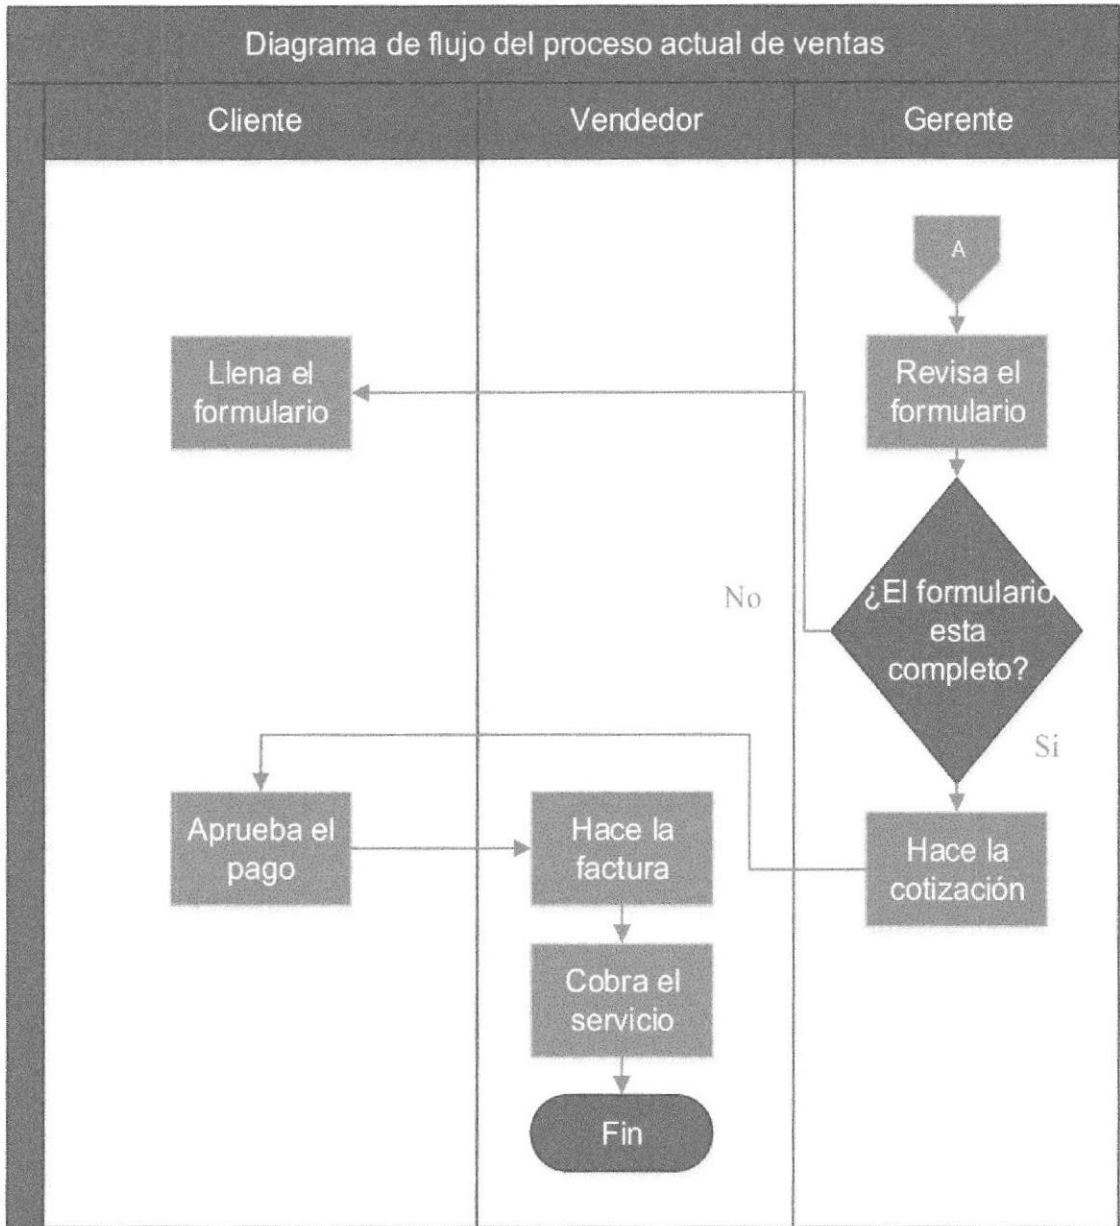 Diagrama de flujo del proceso actual de ventas
Cliente
Vendedor
Gerente
A
Llena el
formulario
Revisa el
formulario
No
¿El formulario
esta
completo?
Si
Aprueba el
pago
Hace la
factura
Hace la
cotización
Cobra el
servicio
Fin